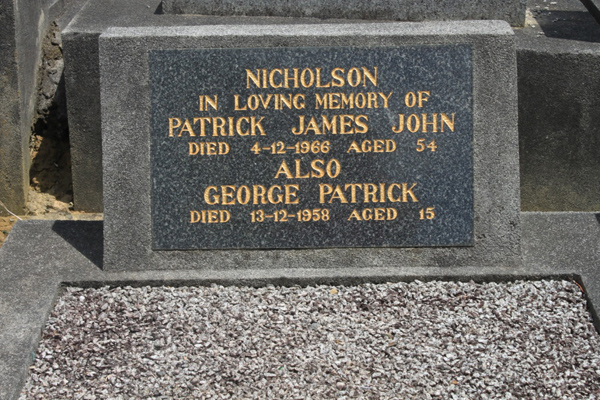 NICHOLSON
IN LOVING MEMORY OF
PATRICK JAMES JOHN
DIED 4-12-1966 AGED 54
ALSO
GEORGE PATRICK
DIED 13-12-1958 AGED 15